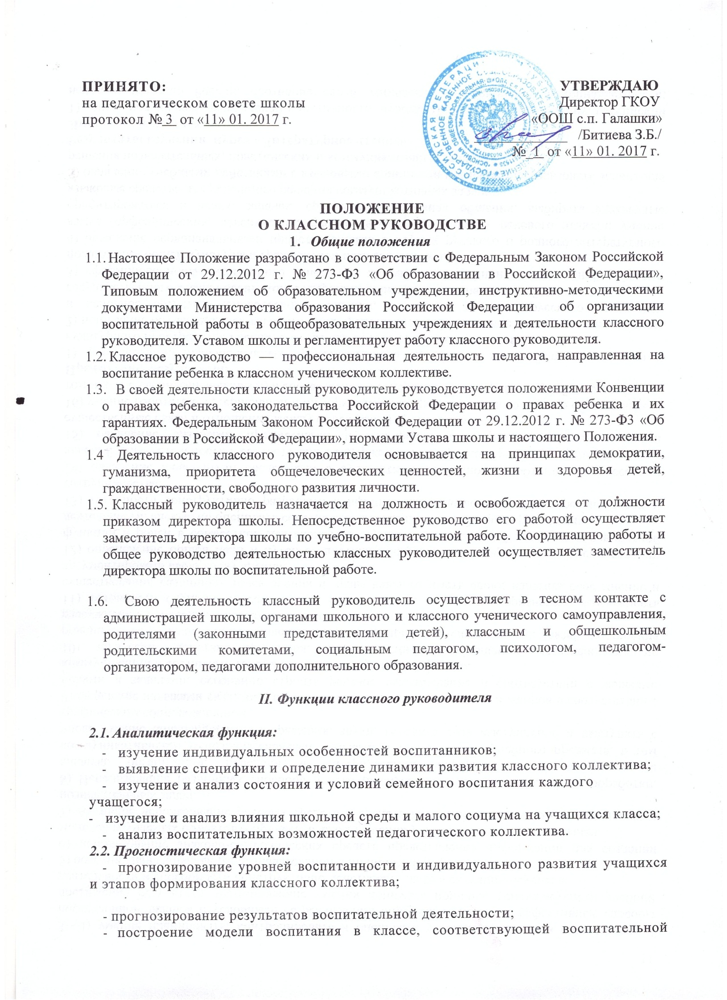 ПРИНЯТО:
на педагогическом совете школы
протокол № 3 от «11» 01. 2017 г.
УТВЕРЖДАЮ
Директор ГКОУ
«ООШ с.п. Галашки»
/Битиева З.Б./
№ 1 от «11» 01. 2017 г.
ПОЛОЖЕНИЕ
О КЛАССНОМ РУКОВОДСТВЕ
1. Общие положения
1.1. Настоящее Положение разработано в соответствии с Федеральным Законом Российской
Федерации от 29.12.2012 г. № 273-ФЗ «Об образовании в Российской Федерации»,
Типовым положением об образовательном учреждении, инструктивно-методическими
документами Министерства образования Российской Федерации об организации
воспитательной работы в общеобразовательных учреждениях и деятельности классного
руководителя. Уставом школы и регламентирует работу классного руководителя.
1.2. Классное руководство — профессиональная деятельность педагога, направленная на
воспитание ребенка в классном ученическом коллективе.
1.3. В своей деятельности классный руководитель руководствуется положениями Конвенции
о правах ребенка, законодательства Российской Федерации о правах ребенка и их
гарантиях. Федеральным Законом Российской Федерации от 29.12.2012 г. № 273-ФЗ «Об
образовании в Российской Федерации», нормами Устава школы и настоящего Положения.
1.4 Деятельность классного руководителя основывается на принципах демократии,
гуманизма, приоритета общечеловеческих ценностей, жизни и здоровья детей,
гражданственности, свободного развития личности.
1.5. Классный руководитель назначается на должность и освобождается от должности
приказом директора школы. Непосредственное руководство его работой осуществляет
заместитель директора школы по учебно-воспитательной работе. Координацию работы и
общее руководство деятельностью классных руководителей осуществляет заместитель
директора школы по воспитательной работе.
1.6. Свою деятельность классный руководитель осуществляет в тесном контакте с
администрацией школы, органами школьного и классного ученического самоуправления,
родителями (законными представителями детей), классным и общешкольным
родительскими комитетами, социальным педагогом, психологом, педагогом-
организатором, педагогами дополнительного образования.
II. Функции классного руководителя
2.1. Аналитическая функция:
- изучение индивидуальных особенностей воспитанников;
- выявление специфики и определение динамики развития классного коллектива;
- изучение и анализ состояния и условий семейного воспитания каждого
учащегося;
- изучение и анализ влияния школьной среды и малого социума на учащихся класса;
- анализ воспитательных возможностей педагогического коллектива.
2.2. Прогностическая функция:
- прогнозирование уровней воспитанности и индивидуального развития учащихся
и этапов формирования классного коллектива;
- прогнозирование результатов воспитательной деятельности;
- построение модели воспитания в классе, соответствующей воспитательной